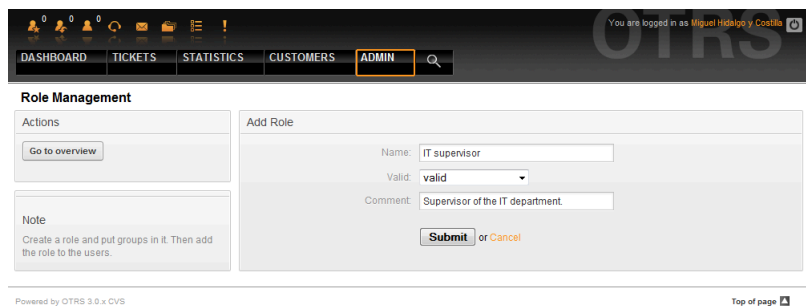 0 0 0
You are logged in as Miguel Hidalgo y Costilla
OTRS
DASHBOARD TICKETS STATISTICS CUSTOMERS ADMIN
Role Management
Actions
Go to overview
Note
Create a role and put groups in it. Then add
the role to the users.
Add Role
Name: IT supervisor
Valid: valid
Comment: Supervisor of the IT department.
Submit or Cancel
Powered by OTRS 3.0.x CVS
Top of page